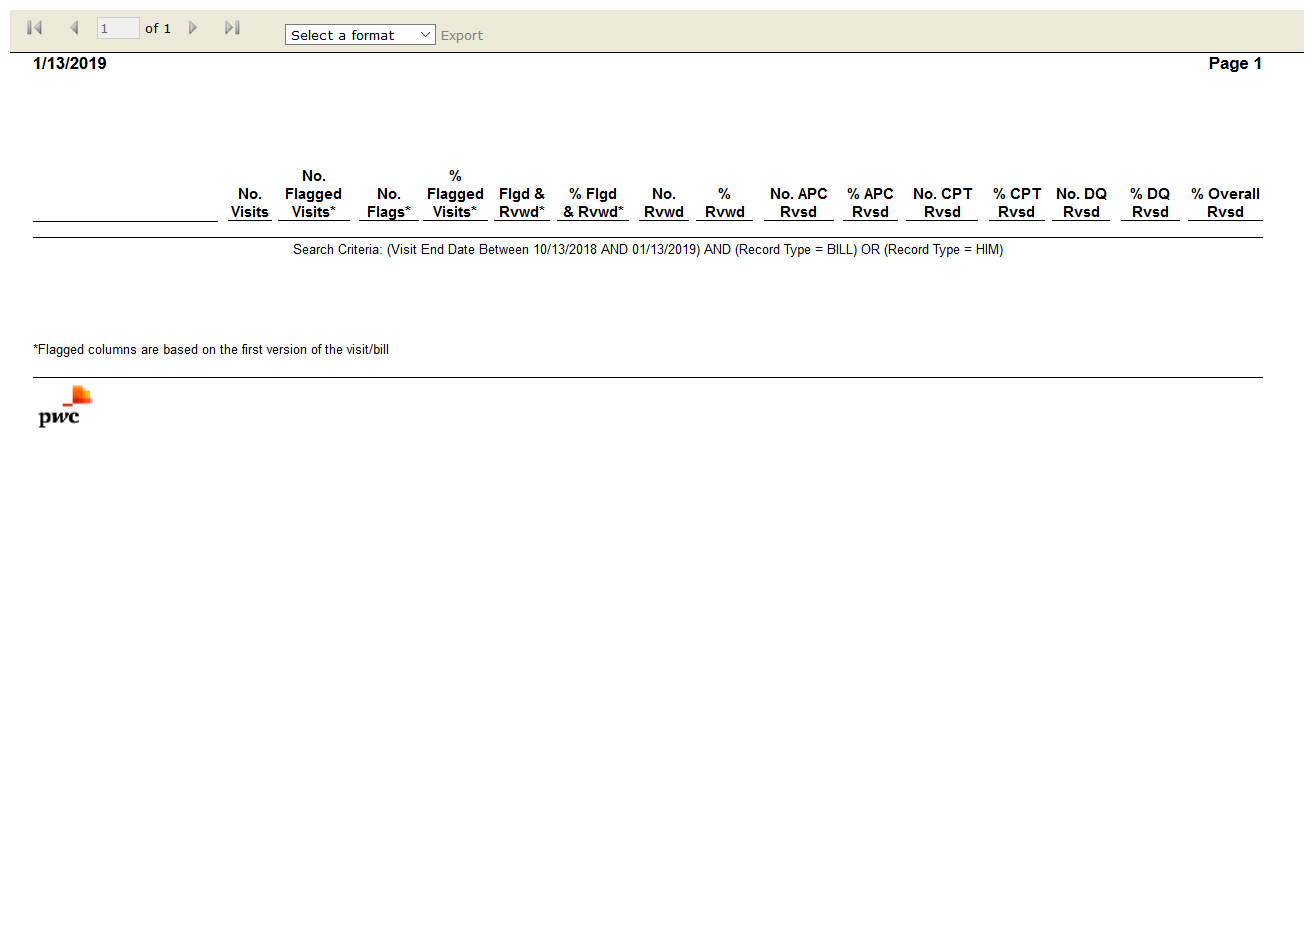 1 of 1 Select a format Export
1/13/2019 Page 1
No. %
No. Flagged No. Flagged Flgd & % Flgd No. % No. APC % APC No. CPT % CPT No. DQ % DQ % Overall
Visits Visits* Flags* Visits* Rvwd* & Rvwd* Rvwd Rvwd Rvsd Rvsd Rvsd Rvsd Rvsd Rvsd Rvsd
Search Criteria: (Visit End Date Between 10/13/2018 AND 01/13/2019) AND (Record Type = BILL) OR (Record Type = HIM)
*Flagged columns are based on the first version of the visit/bill
pwc